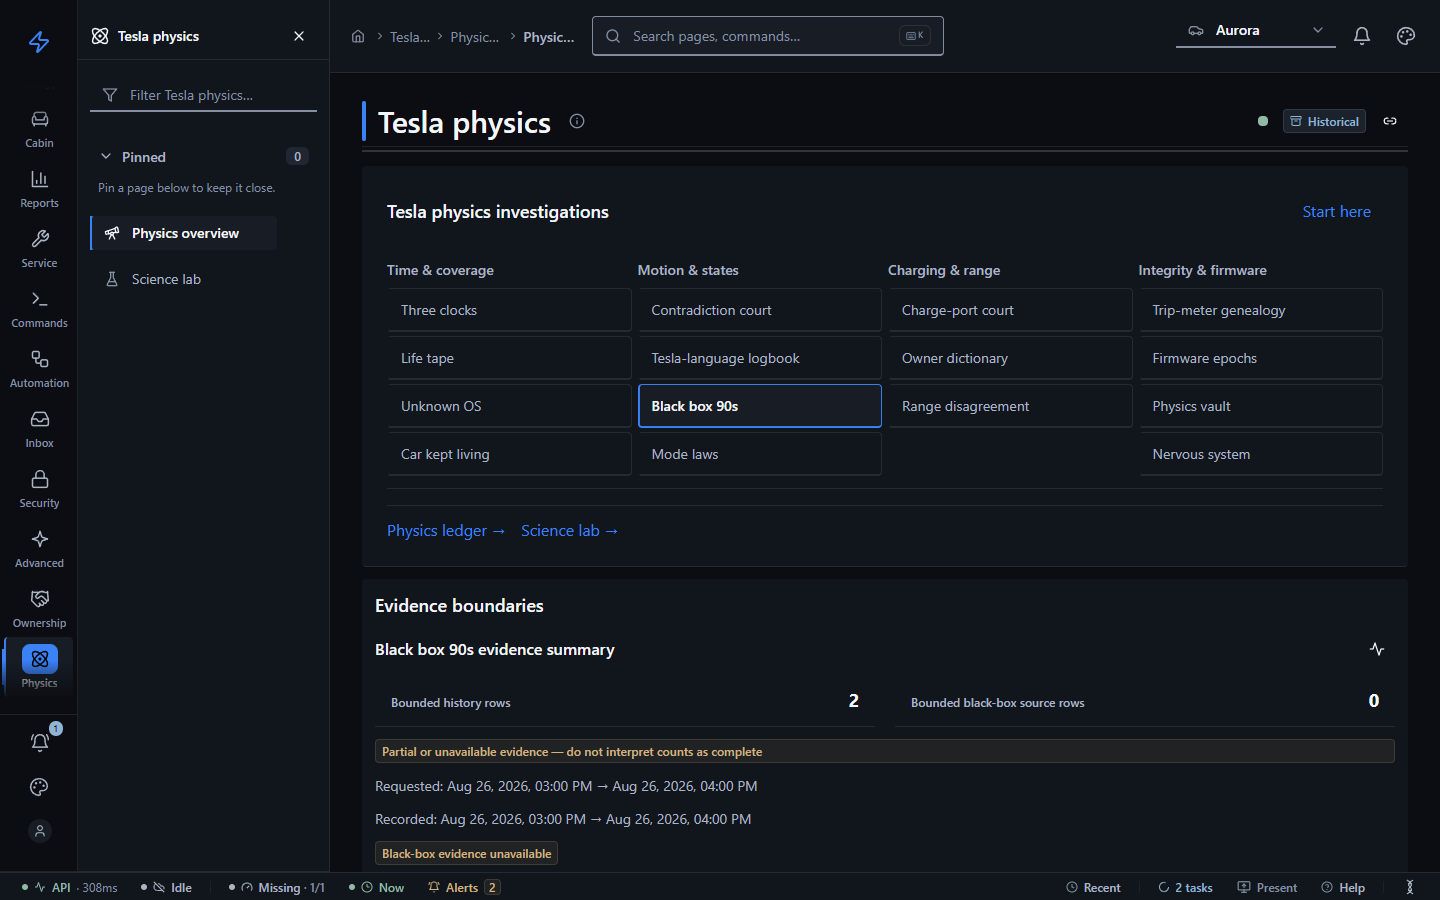 Tesla physics
Tesla...
Physic...
Physic...
Search pages, commands...
K
Aurora
Filter Tesla physics...
Cabin
Reports
Service
Commands
Automation
Inbox
Security
Advanced
Ownership
Physics
1
Pinned
0
Pin a page below to keep it close.
Physics overview
Science lab
Tesla physics
Historical
Tesla physics investigations
Start here
Time & coverage
Motion & states
Charging & range
Integrity & firmware
Three clocks
Contradiction court
Charge-port court
Trip-meter genealogy
Life tape
Tesla-language logbook
Owner dictionary
Firmware epochs
Unknown OS
Black box 90s
Range disagreement
Physics vault
Car kept living
Mode laws
Nervous system
Physics ledger →
Science lab →
Evidence boundaries
Black box 90s evidence summary
Bounded history rows
2
Bounded black-box source rows
0
Partial or unavailable evidence — do not interpret counts as complete
Requested: Aug 26, 2026, 03:00 PM → Aug 26, 2026, 04:00 PM
Recorded: Aug 26, 2026, 03:00 PM → Aug 26, 2026, 04:00 PM
Black-box evidence unavailable
API · 308ms
Idle
Missing · 1/1
Now
Alerts 2
Recent
2 tasks
Present
Help